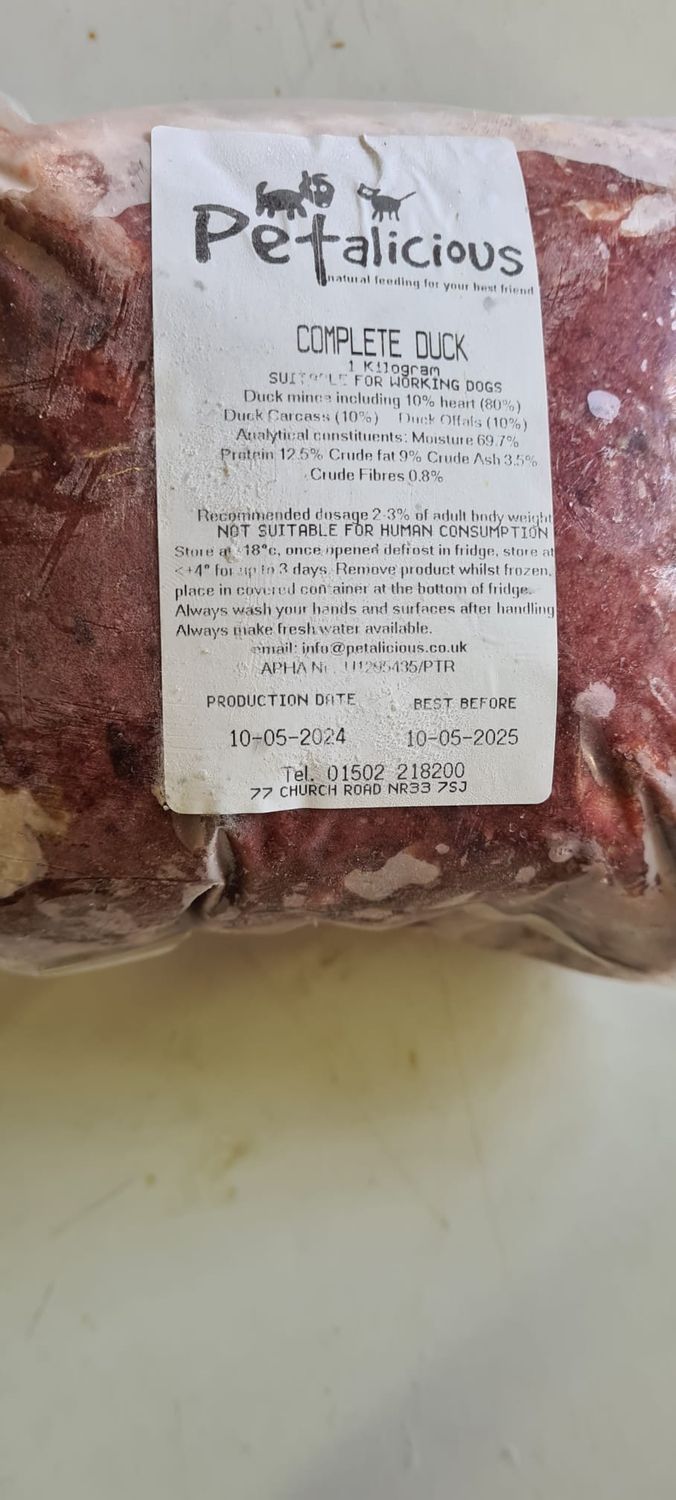 Petalicious
natural feeding for your best friend
COMPLETE DUCK
1 Kilogram
SUITABLE FOR WORKING DOGS
Duck mince including 10% heart (80%)
Duck Carcass (10%) Duck Offals (10%)
Analytical constituents: Moisture 69.7%
Protein 12.5% Crude fat 9% Crude Ash 3.5%
Crude Fibres 0.8%
Recommended dosage 2-3% of adult body weight
NOT SUITABLE FOR HUMAN CONSUMPTION
Store at -18°c, once opened defrost in fridge, store at
<+4° for up to 3 days. Remove product whilst frozen,
place in covered container at the bottom of fridge.
Always wash your hands and surfaces after handling
Always make fresh water available.
email: info@petalicious.co.uk
APHA Nr. U1295435/PTR
PRODUCTION DATE BEST BEFORE
10-05-2024 10-05-2025
Tel. 01502 218200
77 CHURCH ROAD NR33 7SJ